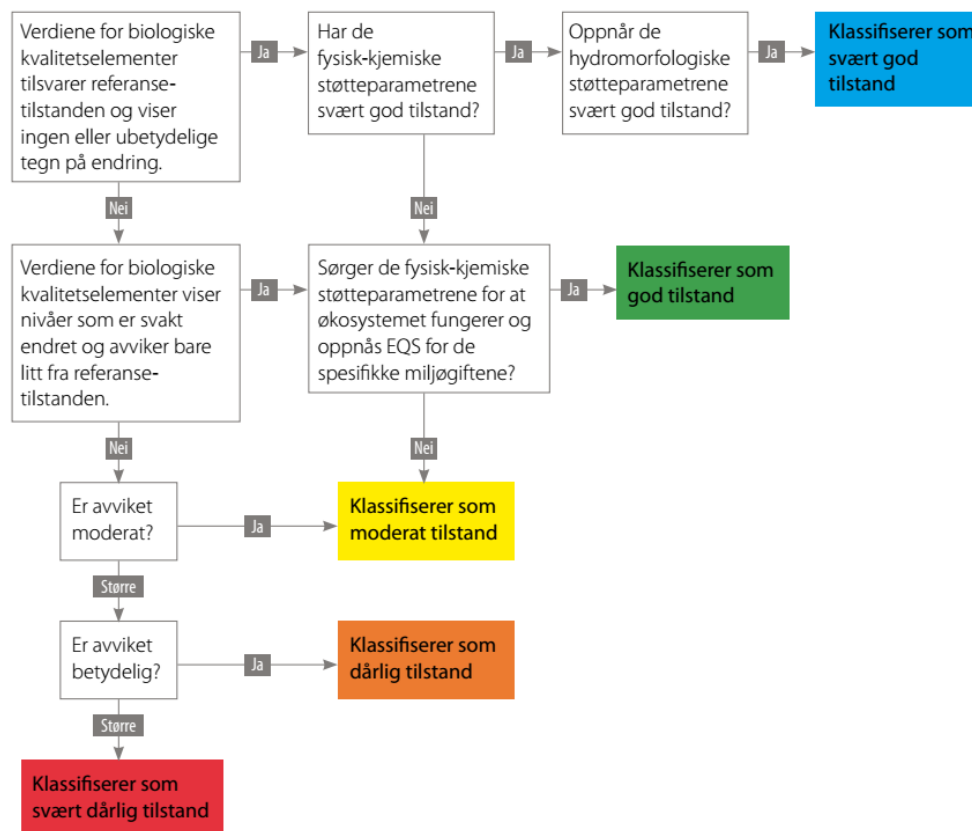 Verdiene for biologiske
kvalitetselementer
tilsvarer referanse-
tilstanden og viser
ingen eller ubetydelige
tegn på endring.
Ja
Har de
fysisk-kjemiske
støtteparametrene
svært god tilstand?
Ja
Oppnår de
hydromorfologiske
støtteparametrene
svært god tilstand?
Ja
Klassifiserer som
svært god
tilstand
Nei
Nei
Verdiene for biologiske
kvalitetselementer viser
nivåer som er svakt
endret og avviker bare
litt fra referanse-
tilstanden.
Ja
Sørger de fysisk-kjemiske
støtteparametrene for at
økosystemet fungerer og
oppnås EQS for de
spesifikke miljøgiftene?
Ja
Klassifiserer som
god tilstand
Nei
Nei
Er avviket
moderat?
Ja
Klassifiserer som
moderat tilstand
Større
Er avviket
betydelig?
Ja
Klassifiserer som
dårlig tilstand
Større
Klassifiserer som
svært dårlig tilstand